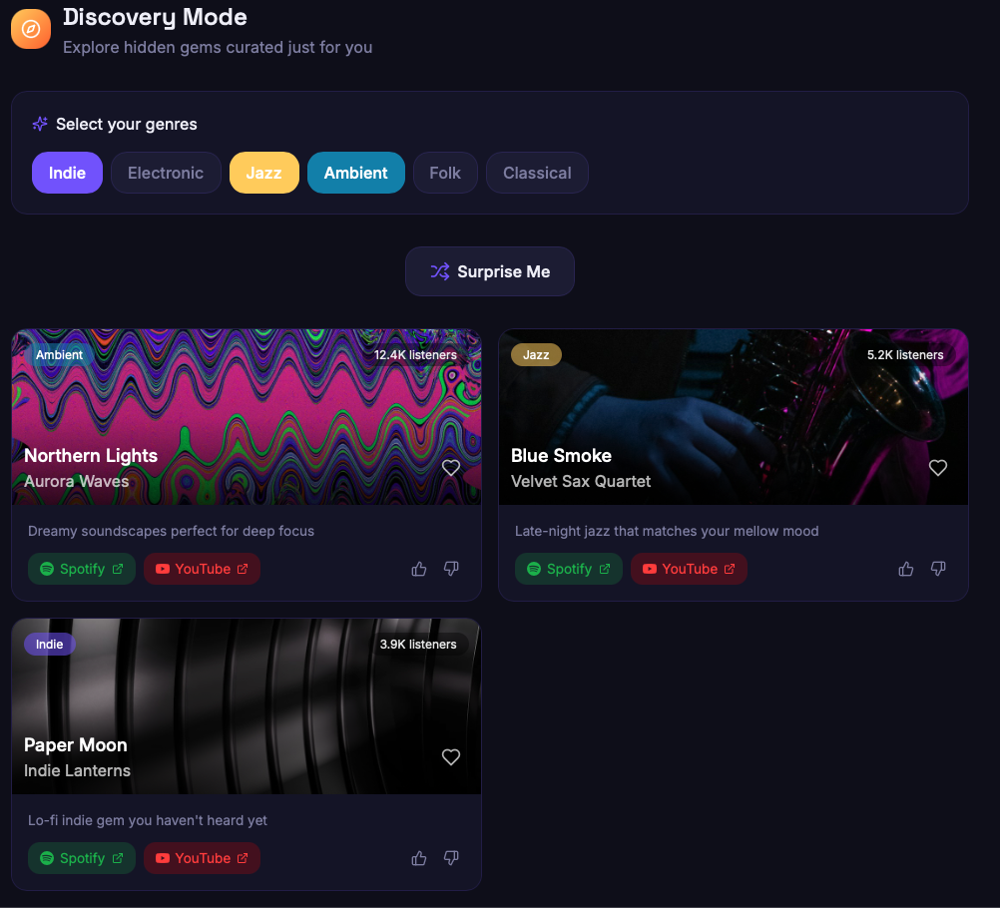 Discovery Mode
Explore hidden gems curated just for you
Select your genres
Indie
Electronic
Jazz
Ambient
Folk
Classical
Surprise Me
Ambient
12.4K listeners
Northern Lights
Aurora Waves
Dreamy soundscapes perfect for deep focus
Spotify
YouTube
Jazz
5.2K listeners
Blue Smoke
Velvet Sax Quartet
Late-night jazz that matches your mellow mood
Spotify
YouTube
Indie
3.9K listeners
Paper Moon
Indie Lanterns
Lo-fi indie gem you haven't heard yet
Spotify
YouTube